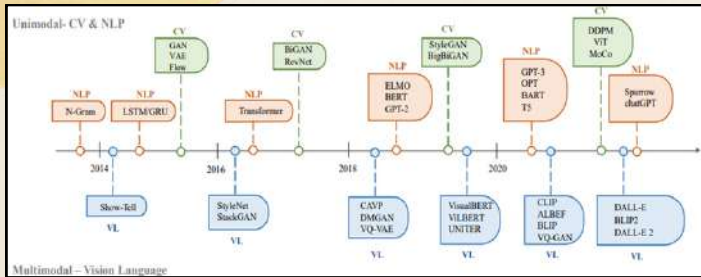 Unimodal- CV & NLP
CV
GAN
VAE
Flow
CV
BiGAN
RevNet
CV
StyleGAN
BigBiGAN
CV
DDPM
ViT
MoCo
NLP
N-Gram
NLP
LSTM/GRU
NLP
Transformer
NLP
ELMO
BERT
GPT-2
NLP
GPT-3
OPT
BART
T5
NLP
Sparrow
chatGPT
2014
2016
2018
2020
Show-Tell
VL
StyleNet
StackGAN
VL
CAVP
DMGAN
VQ-VAE
VL
VisualBERT
ViLBERT
UNITER
VL
CLIP
ALBEF
BLIP
VQ-GAN
VL
DALL-E
BLIP2
DALL-E 2
VL
Multimodal – Vision Language